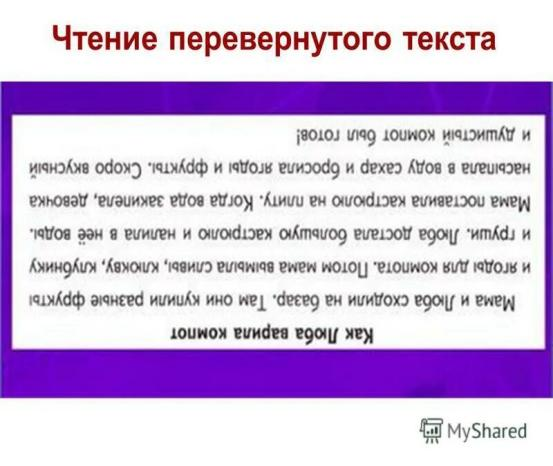 Чтение перевернутого текста
Как Люба варила компот
Мама и Люба сходили на базар. Там они купили разные фрукты
и ягоды для компота. Потом мама вымыла сливы, клюкву, клубнику
и груши. Люба достала большую кастролю и налила в неё воды.
Мама поставила кастрюлю на плиту. Когда вода закипела, девочка
насыпала в воду сахар и бросила ягоды и фрукты. Скоро вкусный
и душистый компот был готов!
MyShared